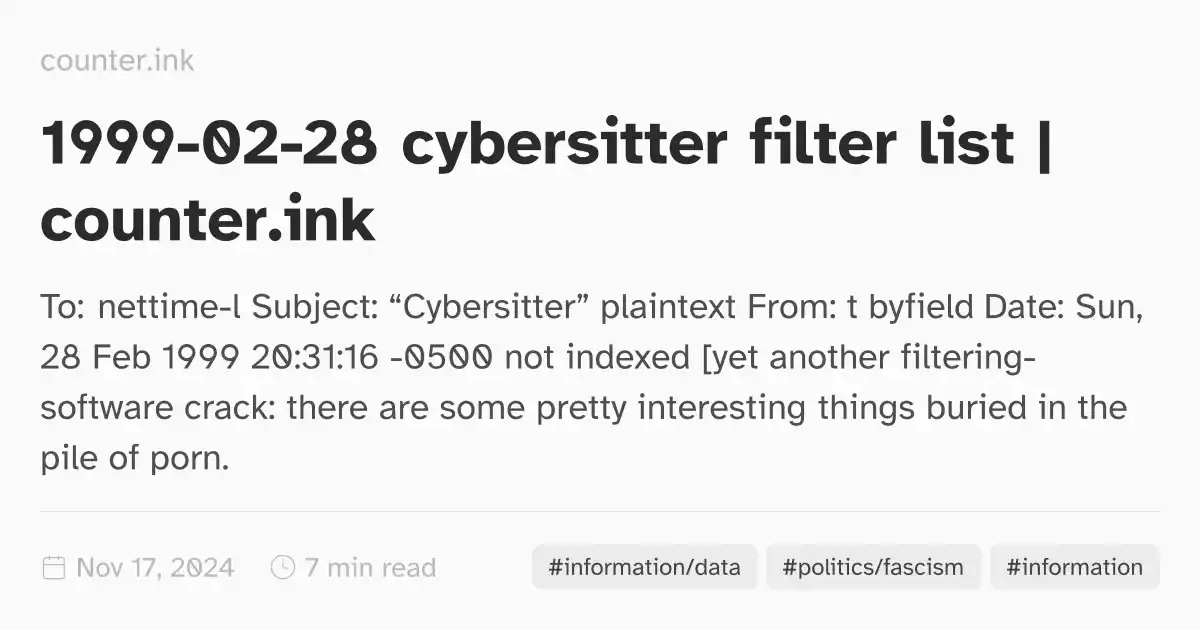 counter.ink
1999-02-28 cybersitter filter list |
counter.ink
To: nettime-l Subject: “Cybersitter” plaintext From: t byfield Date: Sun,
28 Feb 1999 20:31:16 -0500 not indexed [yet another filtering-
software crack: there are some pretty interesting things buried in the
pile of porn.
Nov 17, 2024 7 min read #information/data #politics/fascism #information